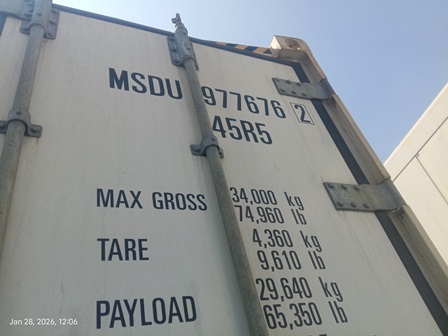 MSDU 977676 2
45R5
MAX GROSS 34,000 kg
74,960 lb
TARE 4,360 kg
9,610 lb
PAYLOAD 29,640 kg
65,350 lb
Jan 28, 2026, 12:06